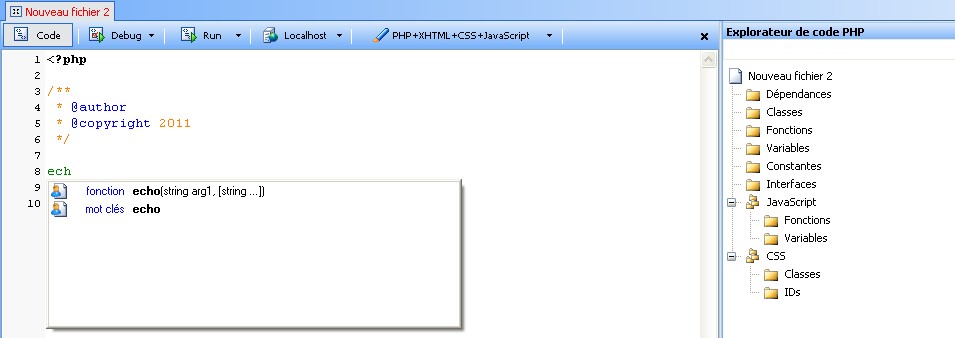 Nouveau fichier 2
Code Debug Run Localhost PHP+XHTML+CSS+JavaScript
1 <?php
2
3 /**
4 * @author
5 * @copyright 2011
6 */
7
8 ech
9
10
fonction echo(string arg1, [string ...])
mot clés echo
Explorateur de code PHP
Nouveau fichier 2
Dépendances
Classes
Fonctions
Variables
Constantes
Interfaces
JavaScript
Fonctions
Variables
CSS
Classes
IDs